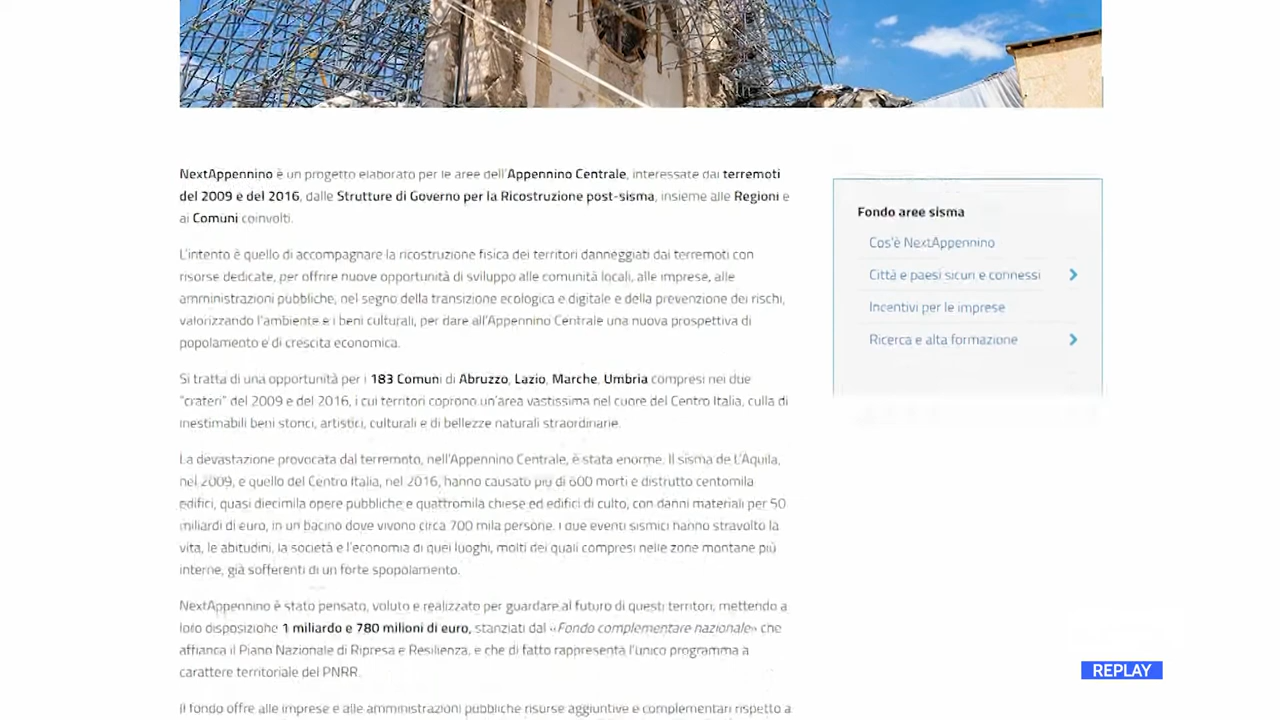 NextAppennino è un progetto elaborato per le aree dell'Appennino Centrale, interessate dai terremoti
del 2009 e del 2016, dalle Strutture di Governo per la Ricostruzione post-sisma, insieme alle Regioni e
ai Comuni coinvolti.
L'intento è quello di accompagnare la ricostruzione fisica dei territori danneggiati dai terremoti con
risorse dedicate, per offrire nuove opportunità di sviluppo alle comunità locali, alle imprese, alle
amministrazioni pubbliche, nel segno della transizione ecologica e digitale e della prevenzione dei rischi,
valorizzando l'ambiente e i beni culturali, per dare all'Appennino Centrale una nuova prospettiva di
popolamento e di crescita economica.
Si tratta di una opportunità per i 183 Comuni di Abruzzo, Lazio, Marche, Umbria compresi nei due
"crateri" del 2009 e del 2016, i cui territori coprono un'area vastissima nel cuore del Centro Italia, culla di
inestimabili beni storici, artistici, culturali e di bellezze naturali straordinarie.
La devastazione provocata dal terremoto, nell'Appennino Centrale, è stata enorme. Il sisma de L'Aquila,
nel 2009, e quello del Centro Italia, nel 2016, hanno causato più di 600 morti e distrutto centomila
edifici, quasi diecimila opere pubbliche e quattromila chiese ed edifici di culto, con danni materiali per 50
miliardi di euro, in un bacino dove vivono circa 700 mila persone. I due eventi sismici hanno stravolto la
vita, le abitudini, la società e l'economia di quei luoghi, molti dei quali compresi nelle zone montane più
interne, già sofferenti di un forte spopolamento.
NextAppennino è stato pensato, voluto e realizzato per guardare al futuro di questi territori, mettendo a
loro disposizione 1 miliardo e 780 milioni di euro, stanziati dal «Fondo complementare nazionale» che
affianca il Piano Nazionale di Ripresa e Resilienza, e che di fatto rappresenta l'unico programma a
carattere territoriale del PNRR.
Il fondo offre alle imprese e alle amministrazioni pubbliche risorse aggiuntive e complementari rispetto a
Fondo aree sisma
Cos'è NextAppennino
Città e paesi sicuri e connessi
Incentivi per le imprese
Ricerca e alta formazione
REPLAY